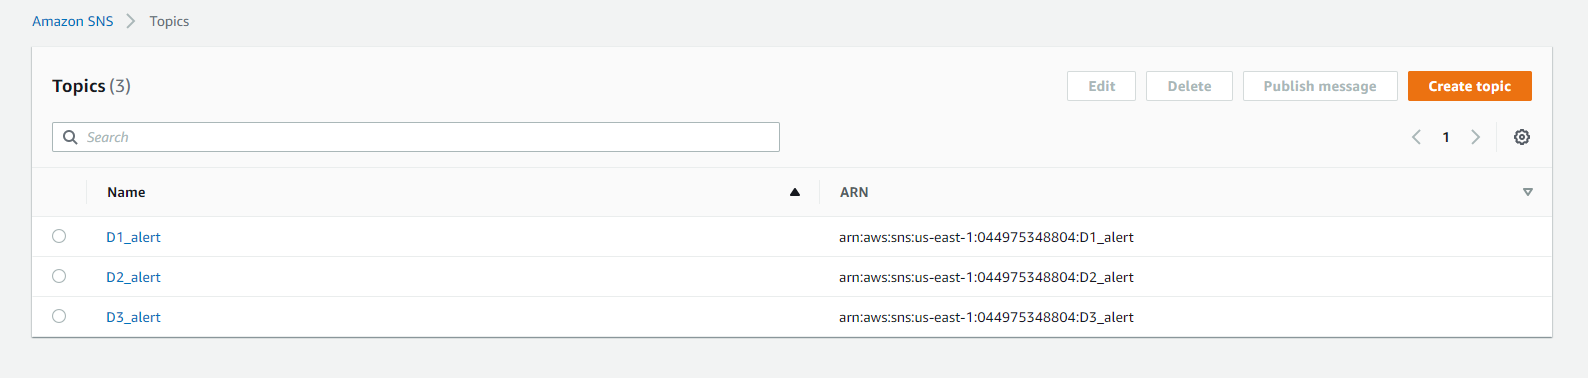 Amazon SNS > Topics
Topics (3)
Edit Delete Publish message Create topic
Search 1
Name ARN
D1_alert arn:aws:sns:us-east-1:044975348804:D1_alert
D2_alert arn:aws:sns:us-east-1:044975348804:D2_alert
D3_alert arn:aws:sns:us-east-1:044975348804:D3_alert